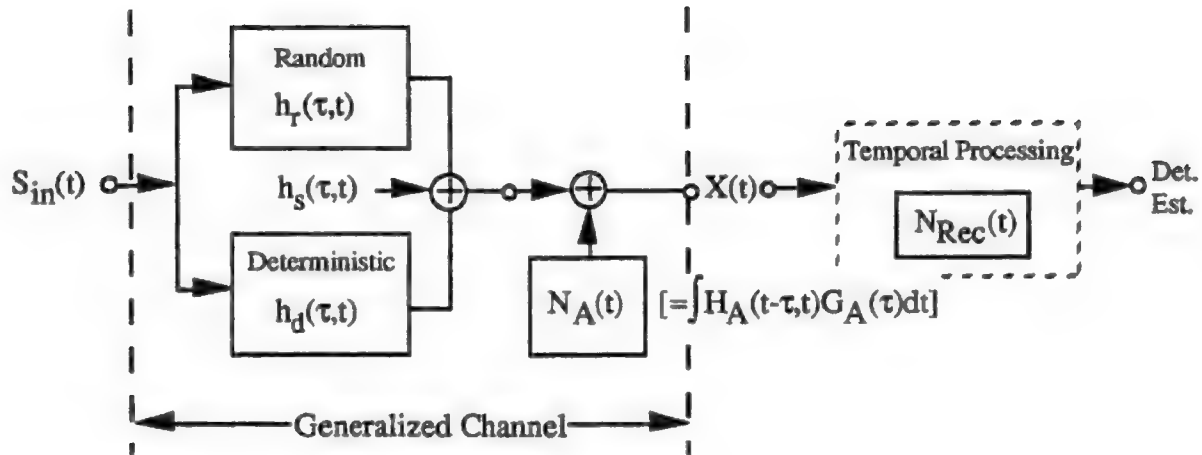 Random
h_r(τ,t)
S_in(t)
h_s(τ,t)
+
+
X(t)
Temporal Processing
N_Rec(t)
Det.
Est.
Deterministic
h_d(τ,t)
N_A(t)
[=∫H_A(t-τ,t)G_A(τ)dt]
Generalized Channel